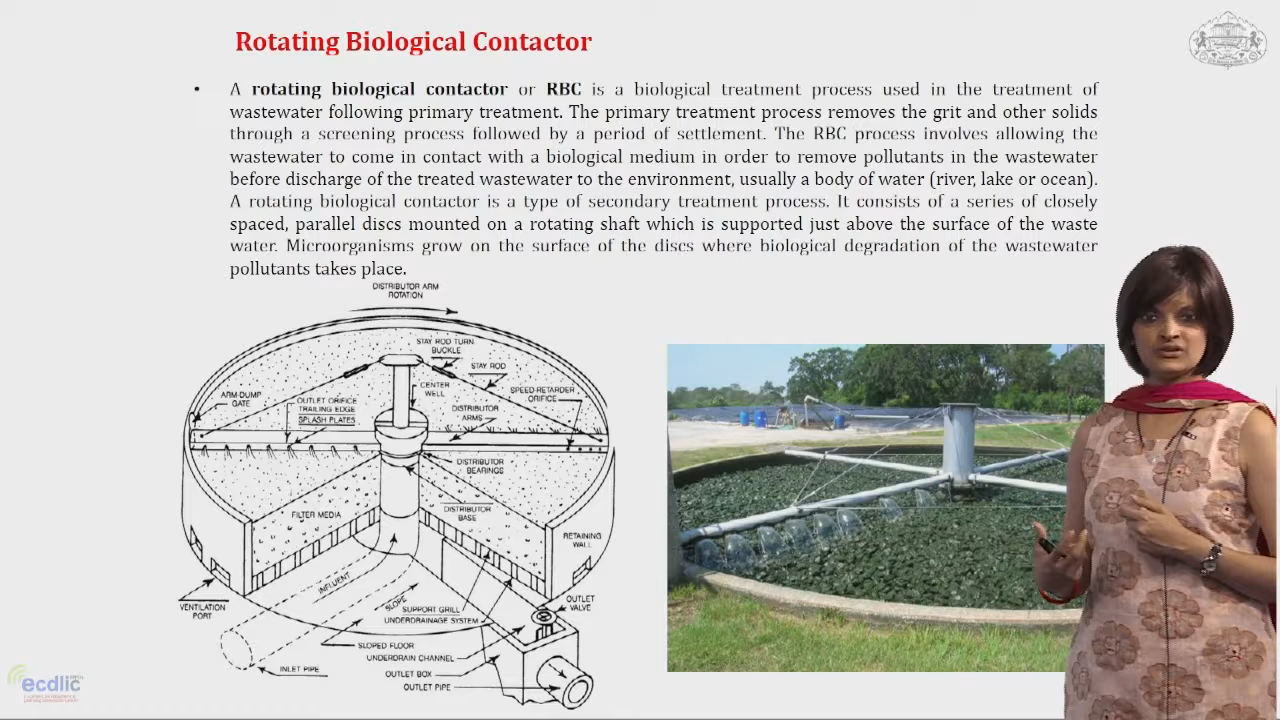 Rotating Biological Contactor
• A rotating biological contactor or RBC is a biological treatment process used in the treatment of
wastewater following primary treatment. The primary treatment process removes the grit and other solids
through a screening process followed by a period of settlement. The RBC process involves allowing the
wastewater to come in contact with a biological medium in order to remove pollutants in the wastewater
before discharge of the treated wastewater to the environment, usually a body of water (river, lake or ocean).
A rotating biological contactor is a type of secondary treatment process. It consists of a series of closely
spaced, parallel discs mounted on a rotating shaft which is supported just above the surface of the waste
water. Microorganisms grow on the surface of the discs where biological degradation of the wastewater
pollutants takes place.
DISTRIBUTOR ARM
ROTATION
STAY ROD TURN
BUCKLE
STAY ROD
CENTER
WELL
SPEED-RETARDER
ORIFICE
ARM DUMP
GATE
OUTLET ORIFICE
TRAILING EDGE
SPLASH PLATES
DISTRIBUTOR
ARMS
DISTRIBUTOR
BEARINGS
FILTER MEDIA
DISTRIBUTOR
BASE
RETAINING
WALL
INFLUENT
SLOPE
VENTILATION
PORT
SUPPORT GRILL
UNDERDRAINAGE SYSTEM
OUTLET
VALVE
SLOPED FLOOR
UNDERDRAIN CHANNEL
INLET PIPE
OUTLET BOX
OUTLET PIPE
ecdlic